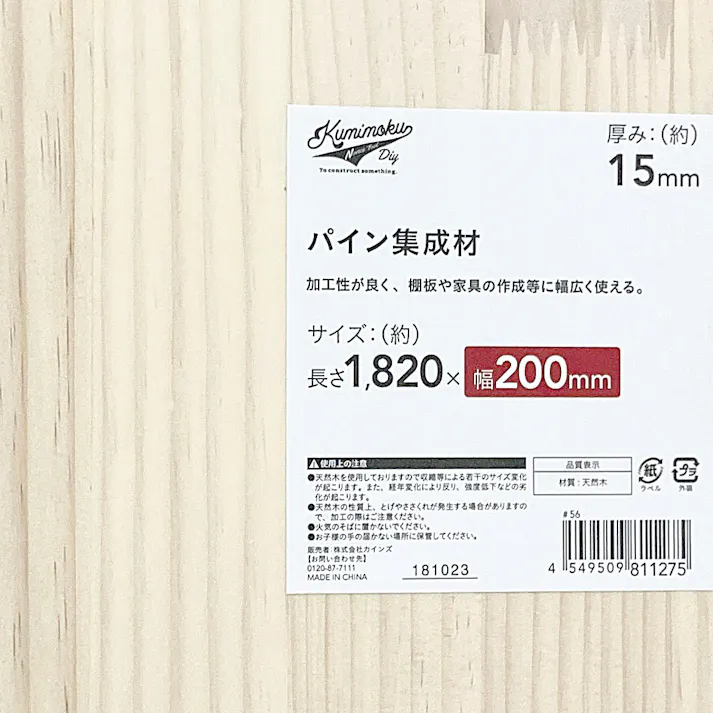 Kumimoku
Diy
To construct something.
厚み：（約）
15mm
パイン集成材
加工性が良く、棚板や家具の作成等に幅広く使える。
サイズ：（約）
長さ1,820×幅200mm
使用上の注意
●天然木を使用しておりますので収縮等による若干のサイズ変化
が起こります。また、経年変化により反り、強度低下などの劣
化が起こります。
●天然木の性質上、とげやささくれが発生する場合がありますの
で、加工の際はご注意ください。
●火気のそばに置かないでください。
●お子様の手の届かない場所に保管してください。
販売者：株式会社カインズ
【お問い合わせ先】
0120-87-7111
MADE IN CHINA
181023
品質表示
材質：天然木
紙
ラベル
プラ
外装
#56
4 549509 811275